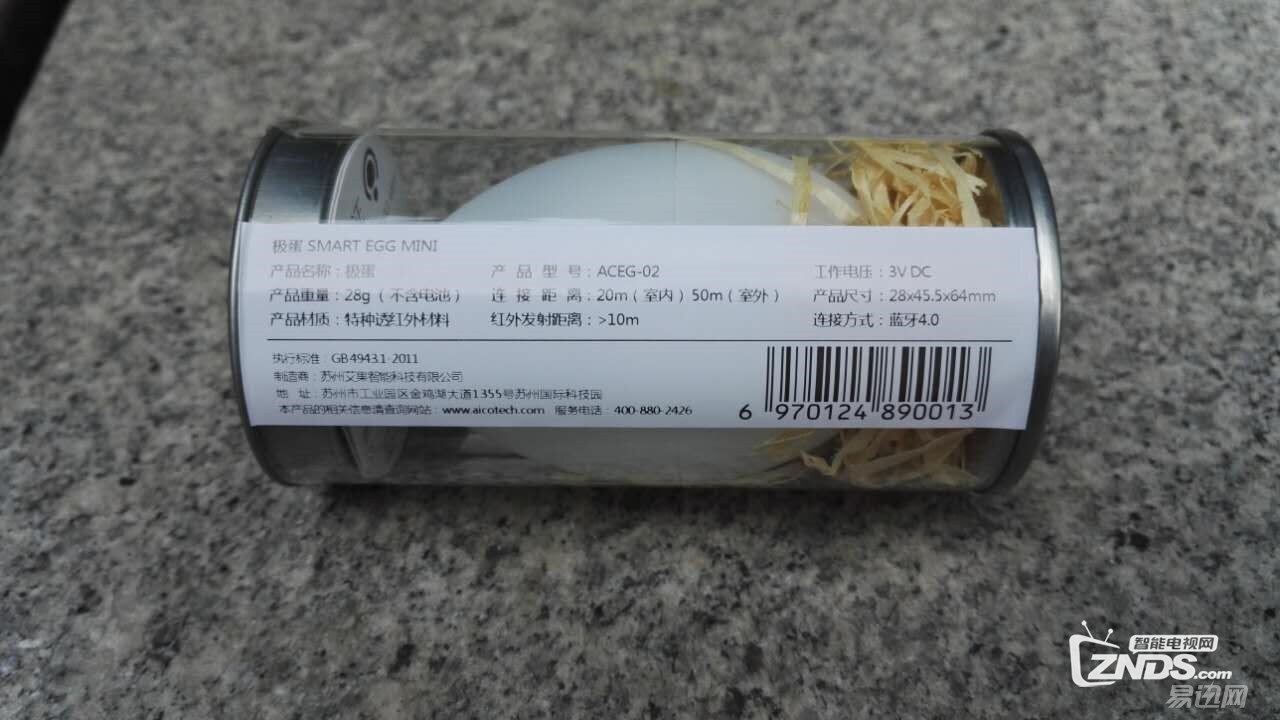 极蛋 SMART EGG MINI
产品名称：极蛋 产品型号：ACEG-02 工作电压：3V DC
产品重量：28g（不含电池） 连接距离：20m（室内）50m（室外） 产品尺寸：28x45.5x64mm
产品材质：特种透红外材料 红外发射距离：>10m 连接方式：蓝牙4.0
执行标准：GB4943.1-2011
制造商：苏州艾果智能科技有限公司
地 址：苏州市工业园区金鸡湖大道1355号苏州国际科技园
本产品的相关信息请查询网站：www.aicotech.com 服务电话：400-880-2426
6 970124 890013
智能电视网
ZNDS.com
易迅网